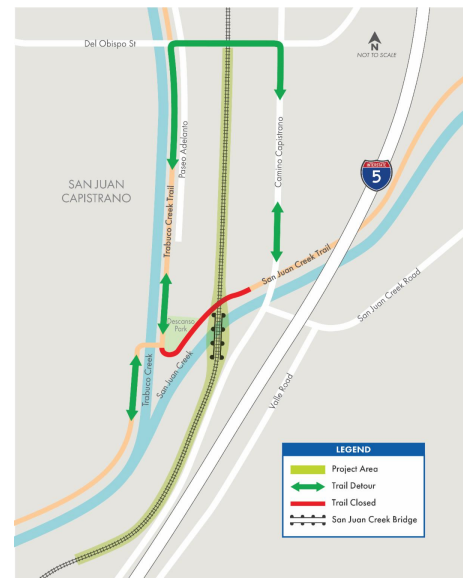 Del Obispo St
N
NOT TO SCALE
Paseo Adelanto
Camino Capistrano
INTERSTATE
5
SAN JUAN
CAPISTRANO
Trabuco Creek Trail
San Juan Creek Trail
San Juan Creek Road
Descanso
Park
Trabuco Creek
San Juan Creek
Valle Road
LEGEND
Project Area
Trail Detour
Trail Closed
San Juan Creek Bridge